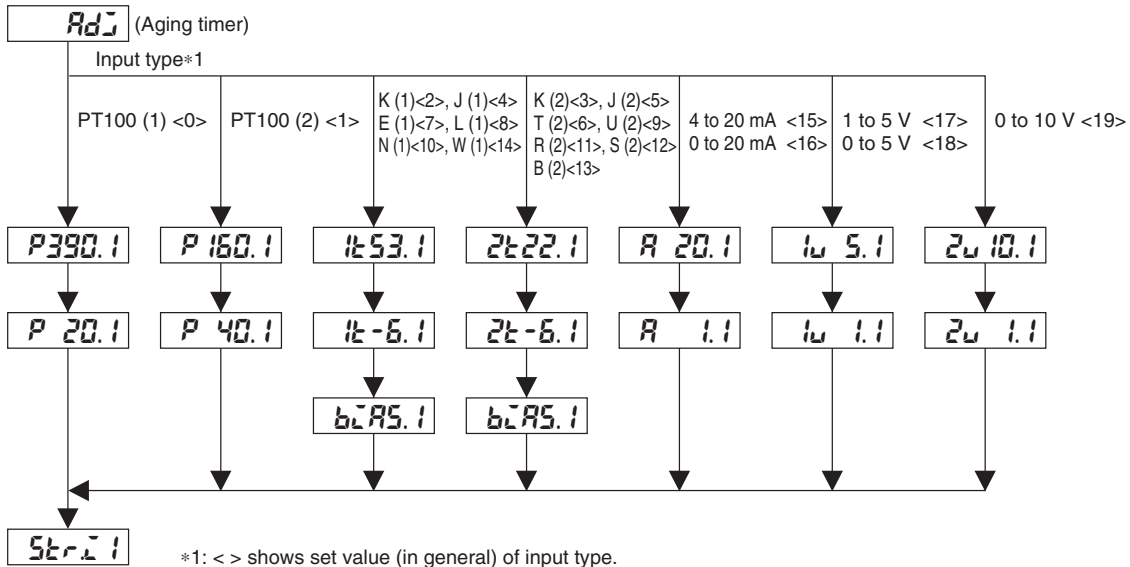 Adj (Aging timer)
Input type*1
PT100 (1) <0>
PT100 (2) <1>
K (1)<2>, J (1)<4>
E (1)<7>, L (1)<8>
N (1)<10>, W (1)<14>
K (2)<3>, J (2)<5>
T (2)<6>, U (2)<9>
R (2)<11>, S (2)<12>
B (2)<13>
4 to 20 mA <15>
0 to 20 mA <16>
1 to 5 V <17>
0 to 5 V <18>
0 to 10 V <19>
P390.1
P160.1
1t53.1
2t22.1
A 20.1
1v 5.1
2v10.1
P 20.1
P 40.1
1t-6.1
2t-6.1
A 1.1
1v 1.1
2v 1.1
biAS.1
biAS.1
Str.i1
*1: < > shows set value (in general) of input type.